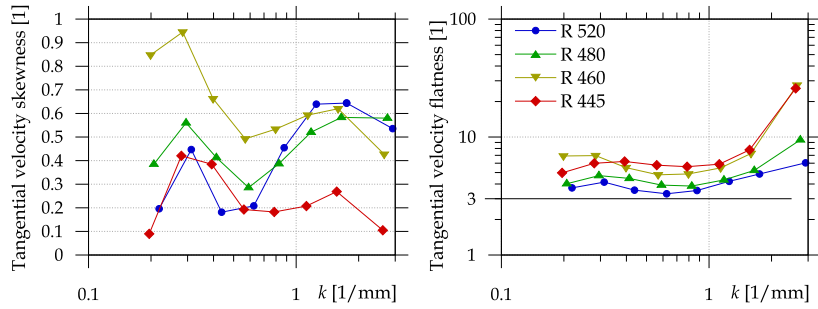 Tangential velocity skewness [1]
1
0.9
0.8
0.7
0.6
0.5
0.4
0.3
0.2
0.1
0
0.1
1
k [1/mm]
Tangential velocity flatness [1]
100
10
3
1
R 520
R 480
R 460
R 445
0.1
1
k [1/mm]